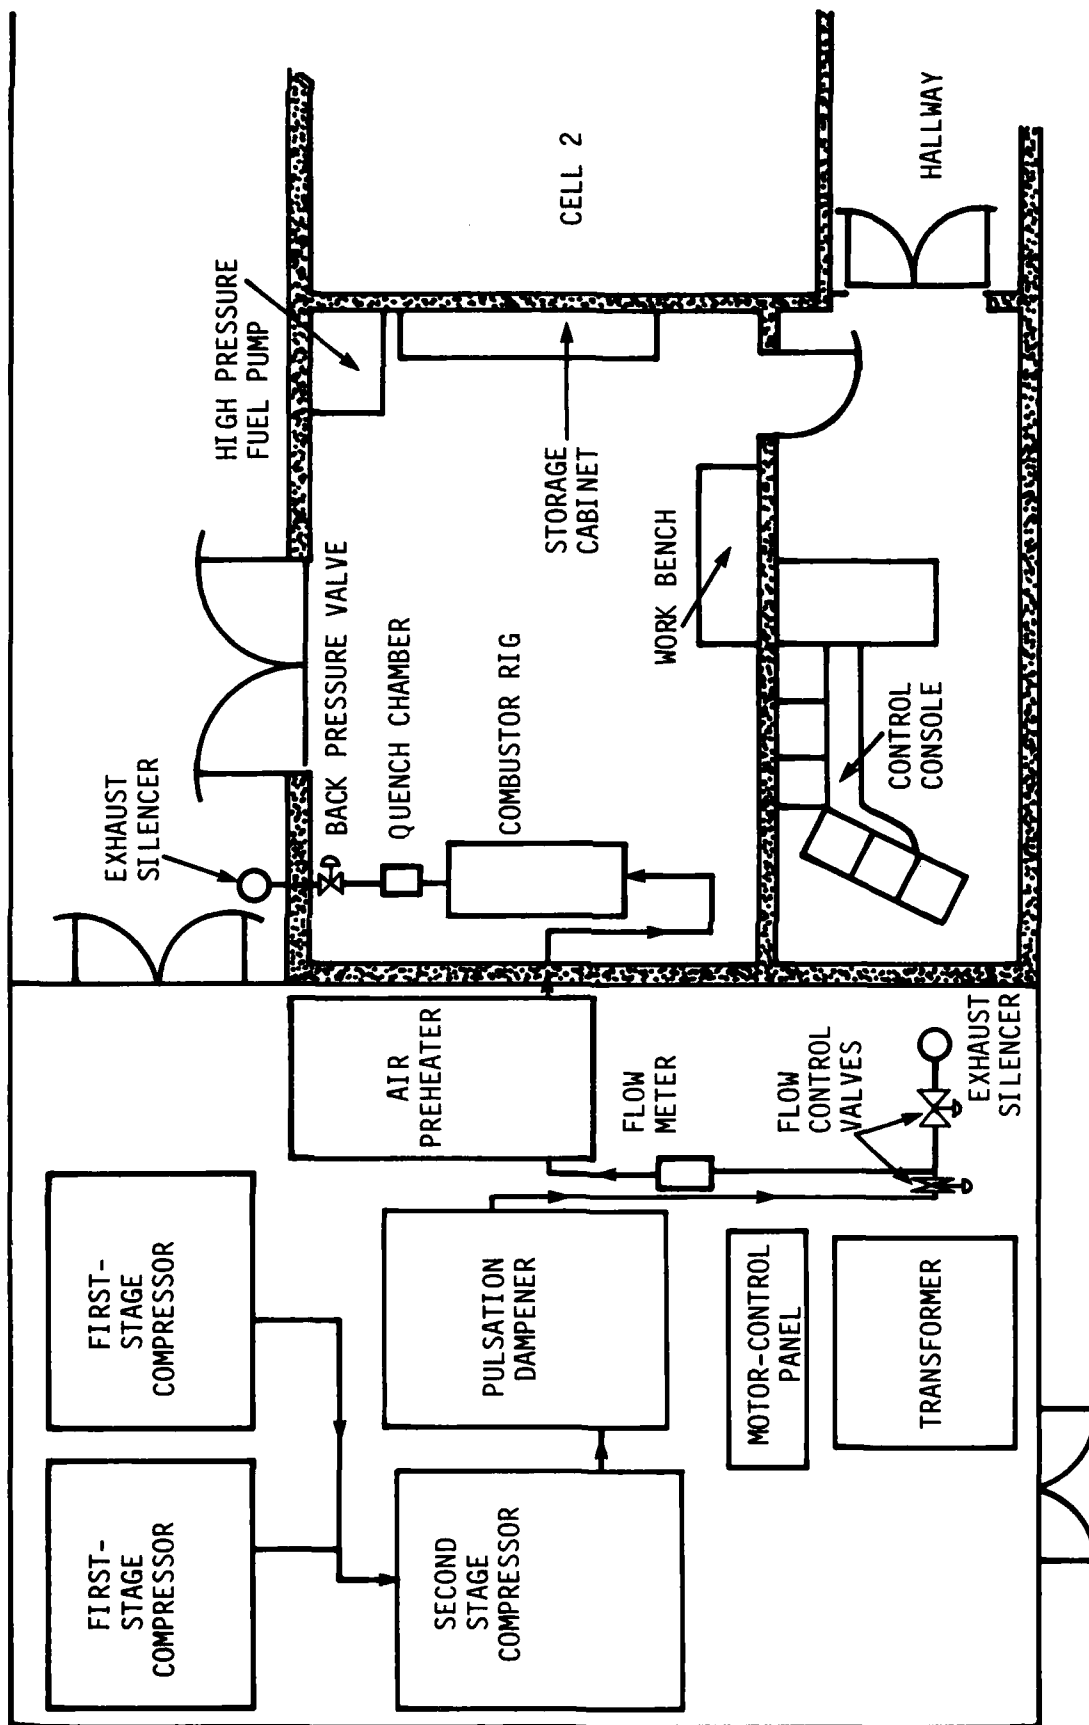 FIRST-
STAGE
COMPRESSOR
FIRST-
STAGE
COMPRESSOR
SECOND
STAGE
COMPRESSOR
PULSATION
DAMPENER
MOTOR-CONTROL
PANEL
TRANSFORMER
AIR
PREHEATER
FLOW
METER
FLOW
CONTROL
VALVES
EXHAUST
SILENCER
EXHAUST
SILENCER
BACK PRESSURE VALVE
QUENCH CHAMBER
COMBUSTOR RIG
CONTROL
CONSOLE
WORK BENCH
STORAGE
CABINET
HIGH PRESSURE
FUEL PUMP
CELL 2
HALLWAY